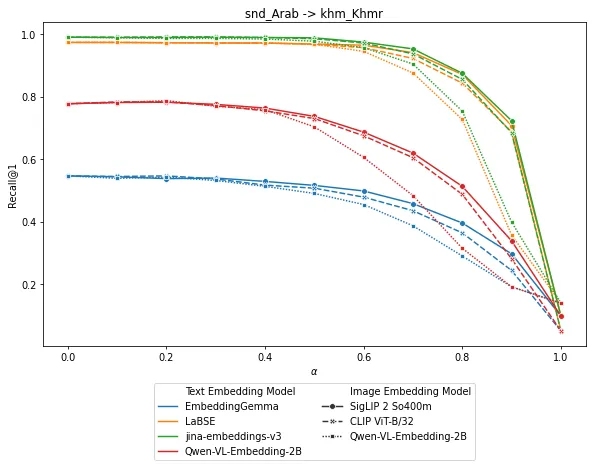 snd_Arab -> khm_Khmr
Recall@1
1.0
0.8
0.6
0.4
0.2
0.0 0.2 0.4 0.6 0.8 1.0
α
Text Embedding Model Image Embedding Model
EmbeddingGemma SigLIP 2 So400m
LaBSE CLIP ViT-B/32
jina-embeddings-v3 Qwen-VL-Embedding-2B
Qwen-VL-Embedding-2B